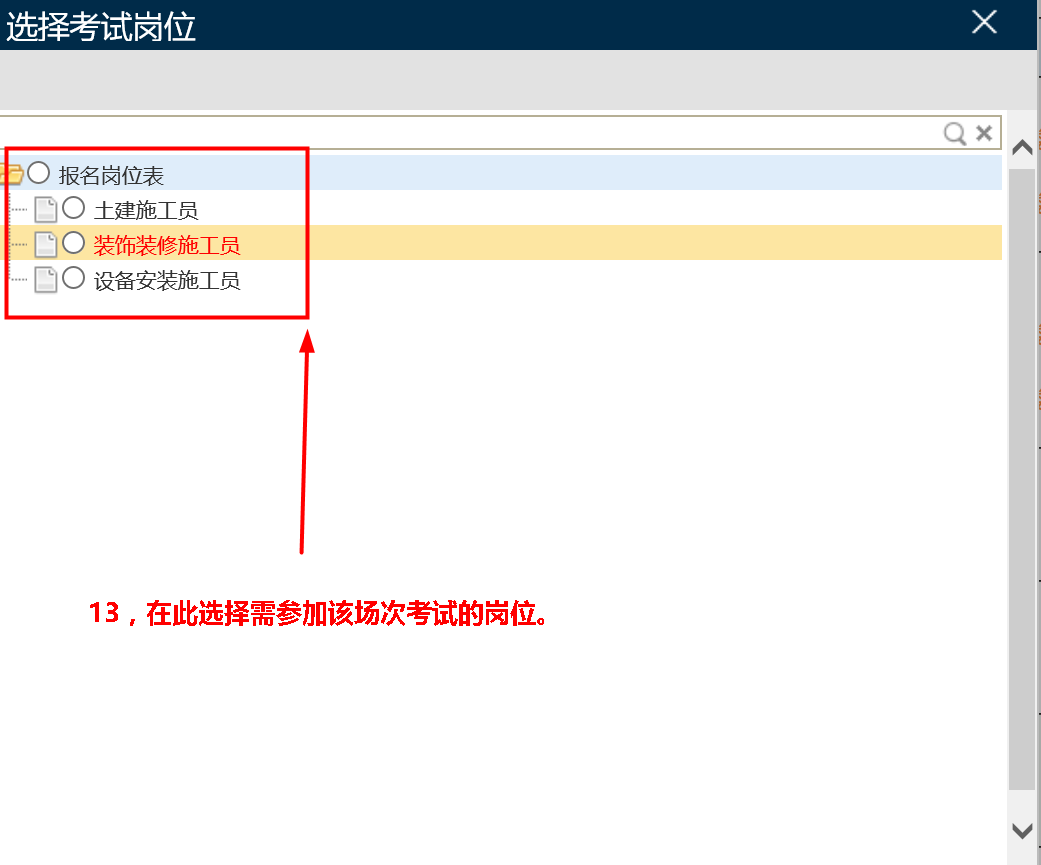 选择考试岗位
报名岗位表
土建施工员
装饰装修施工员
设备安装施工员
13，在此选择需参加该场次考试的岗位。